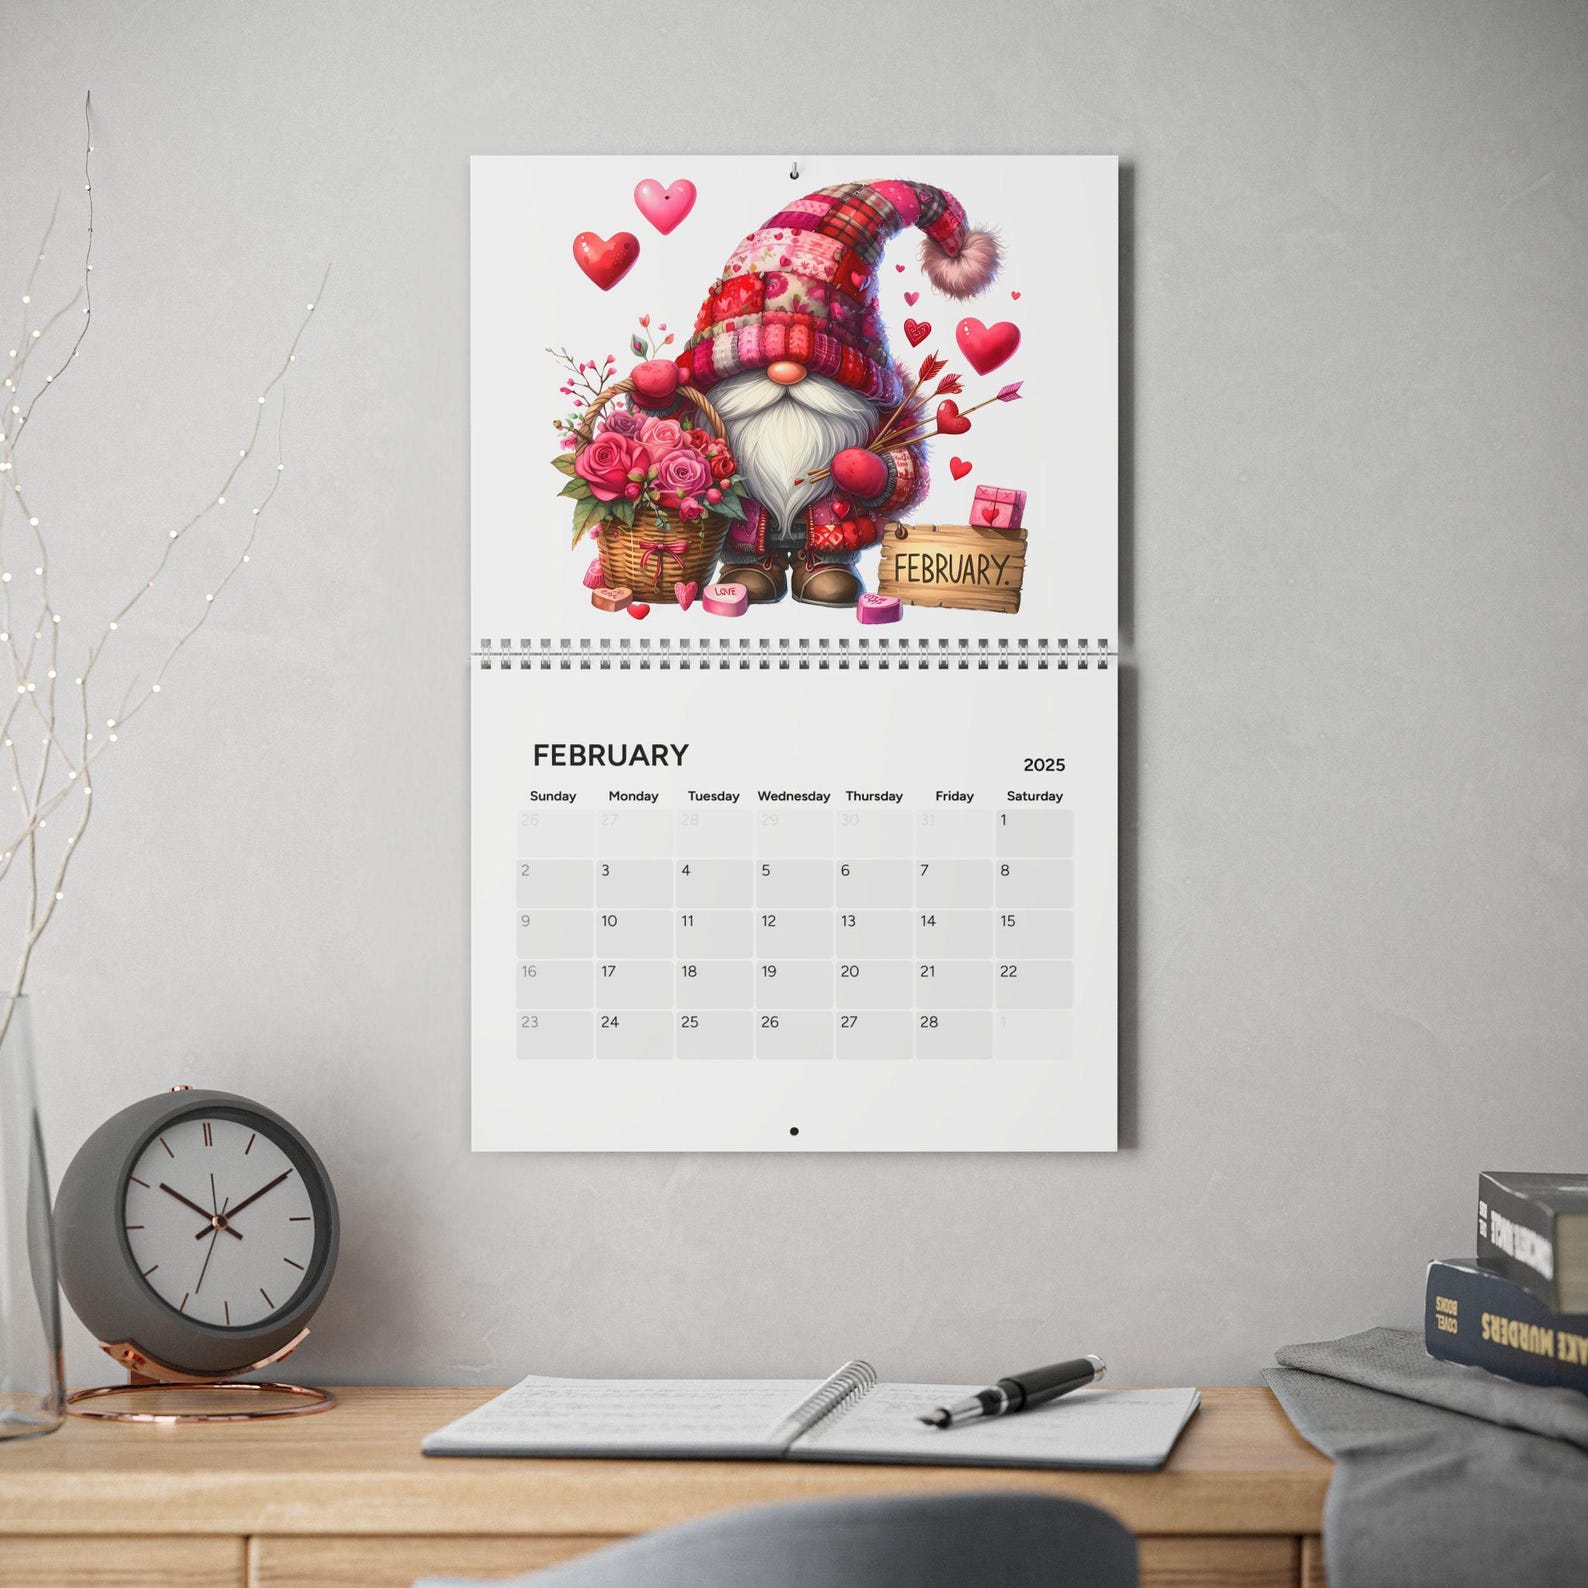 LOVE
FEBRUARY.
FEBRUARY
2025
Sunday Monday Tuesday Wednesday Thursday Friday Saturday
26 27 28 29 30 31 1
2 3 4 5 6 7 8
9 10 11 12 13 14 15
16 17 18 19 20 21 22
23 24 25 26 27 28 1
COVEL
BOOKS
MURDERS